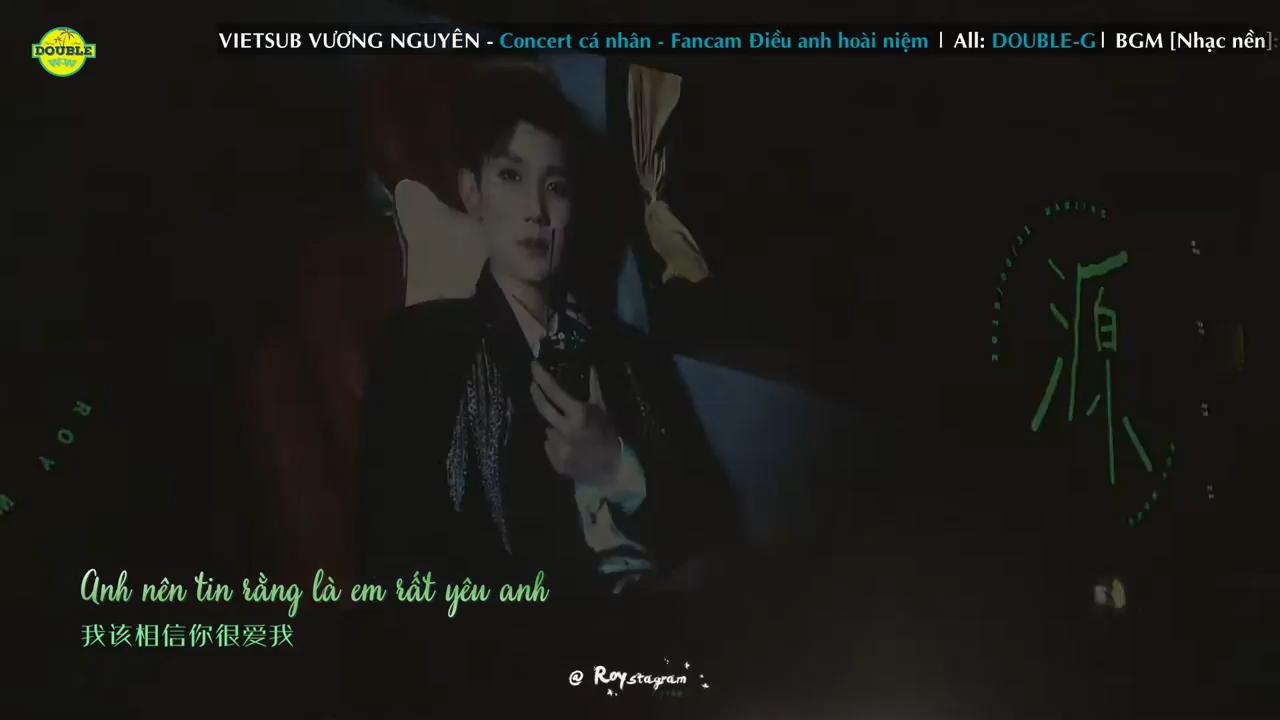 VIETSUB VƯƠNG NGUYÊN - Concert cá nhân - Fancam Điều anh hoài niệm | All: DOUBLE-G | BGM [Nhạc nền]:
DOUBLE
W-W
源
ROY
Anh nên tin rằng là em rất yêu anh
我该相信你很爱我
@ Roystagram